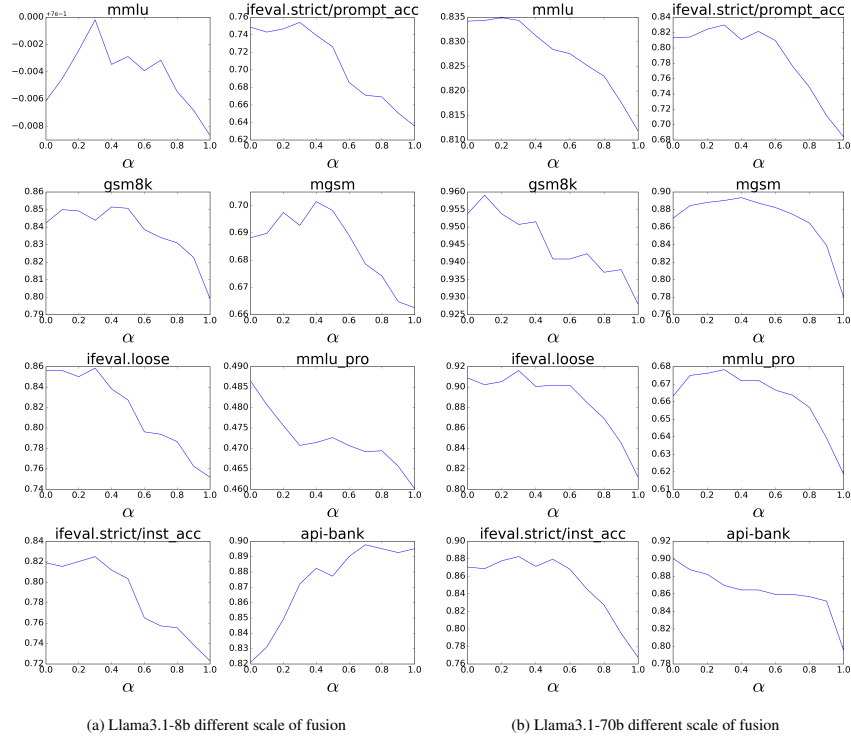 mmlu
+7e−1
0.000
−0.002
−0.004
−0.006
−0.008
0.0 0.2 0.4 0.6 0.8 1.0
α
ifeval.strict/prompt_acc
0.76
0.74
0.72
0.70
0.68
0.66
0.64
0.62
0.0 0.2 0.4 0.6 0.8 1.0
α
gsm8k
0.86
0.85
0.84
0.83
0.82
0.81
0.80
0.79
0.0 0.2 0.4 0.6 0.8 1.0
α
mgsm
0.70
0.69
0.68
0.67
0.66
0.0 0.2 0.4 0.6 0.8 1.0
α
ifeval.loose
0.86
0.84
0.82
0.80
0.78
0.76
0.74
0.0 0.2 0.4 0.6 0.8 1.0
α
mmlu_pro
0.490
0.485
0.480
0.475
0.470
0.465
0.460
0.0 0.2 0.4 0.6 0.8 1.0
α
ifeval.strict/inst_acc
0.84
0.82
0.80
0.78
0.76
0.74
0.72
0.0 0.2 0.4 0.6 0.8 1.0
α
api-bank
0.90
0.89
0.88
0.87
0.86
0.85
0.84
0.83
0.82
0.0 0.2 0.4 0.6 0.8 1.0
α
(a) Llama3.1-8b different scale of fusion
mmlu
0.835
0.830
0.825
0.820
0.815
0.810
0.0 0.2 0.4 0.6 0.8 1.0
α
ifeval.strict/prompt_acc
0.84
0.82
0.80
0.78
0.76
0.74
0.72
0.70
0.68
0.0 0.2 0.4 0.6 0.8 1.0
α
gsm8k
0.960
0.955
0.950
0.945
0.940
0.935
0.930
0.925
0.0 0.2 0.4 0.6 0.8 1.0
α
mgsm
0.90
0.88
0.86
0.84
0.82
0.80
0.78
0.76
0.0 0.2 0.4 0.6 0.8 1.0
α
ifeval.loose
0.92
0.90
0.88
0.86
0.84
0.82
0.80
0.0 0.2 0.4 0.6 0.8 1.0
α
mmlu_pro
0.68
0.67
0.66
0.65
0.64
0.63
0.62
0.61
0.0 0.2 0.4 0.6 0.8 1.0
α
ifeval.strict/inst_acc
0.90
0.88
0.86
0.84
0.82
0.80
0.78
0.76
0.0 0.2 0.4 0.6 0.8 1.0
α
api-bank
0.92
0.90
0.88
0.86
0.84
0.82
0.80
0.78
0.0 0.2 0.4 0.6 0.8 1.0
α
(b) Llama3.1-70b different scale of fusion